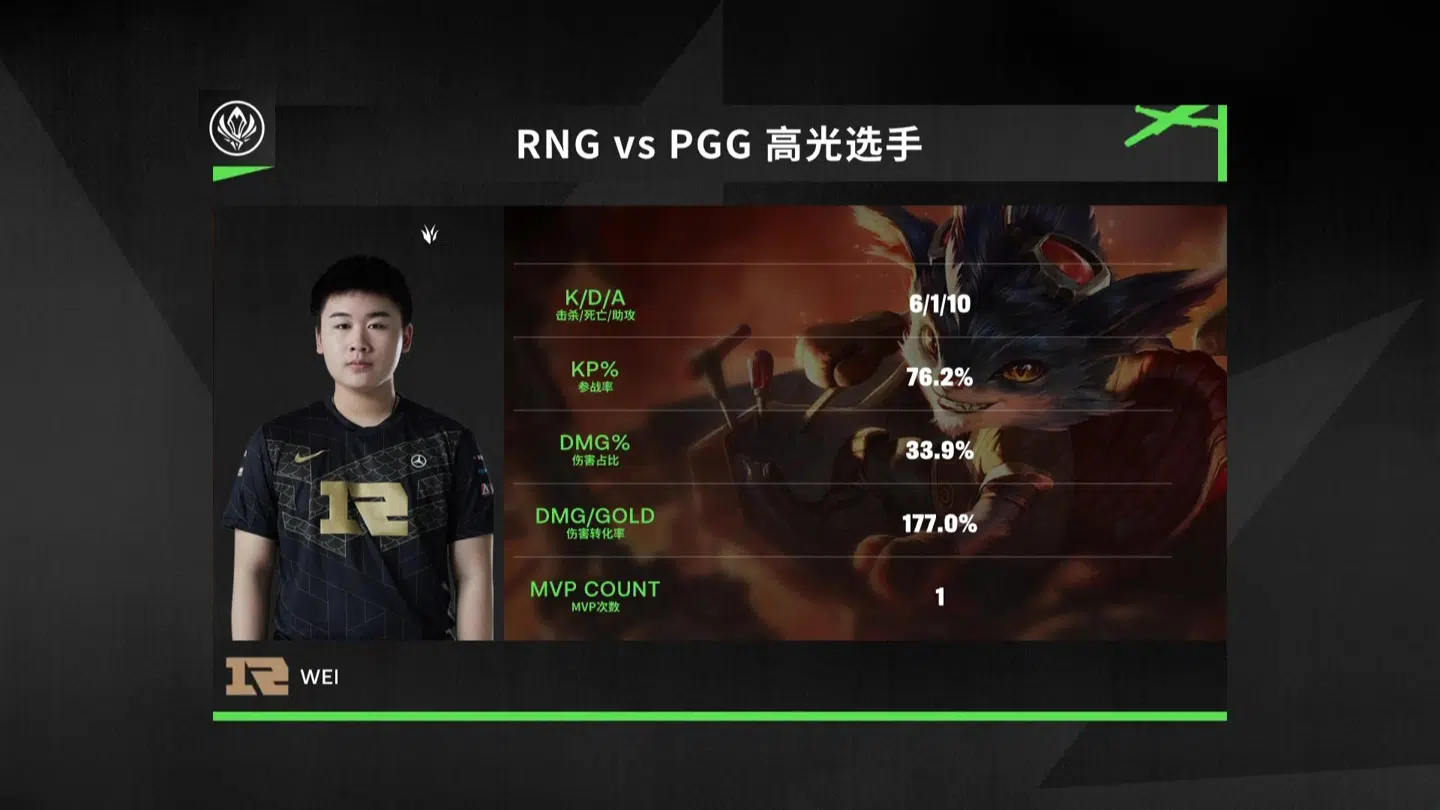 RNG vs PGG 高光选手
K/D/A
击杀/死亡/助攻
6/1/10
KP%
参战率
76.2%
DMG%
伤害占比
33.9%
DMG/GOLD
伤害转化率
177.0%
MVP COUNT
MVP次数
1
R
WEI